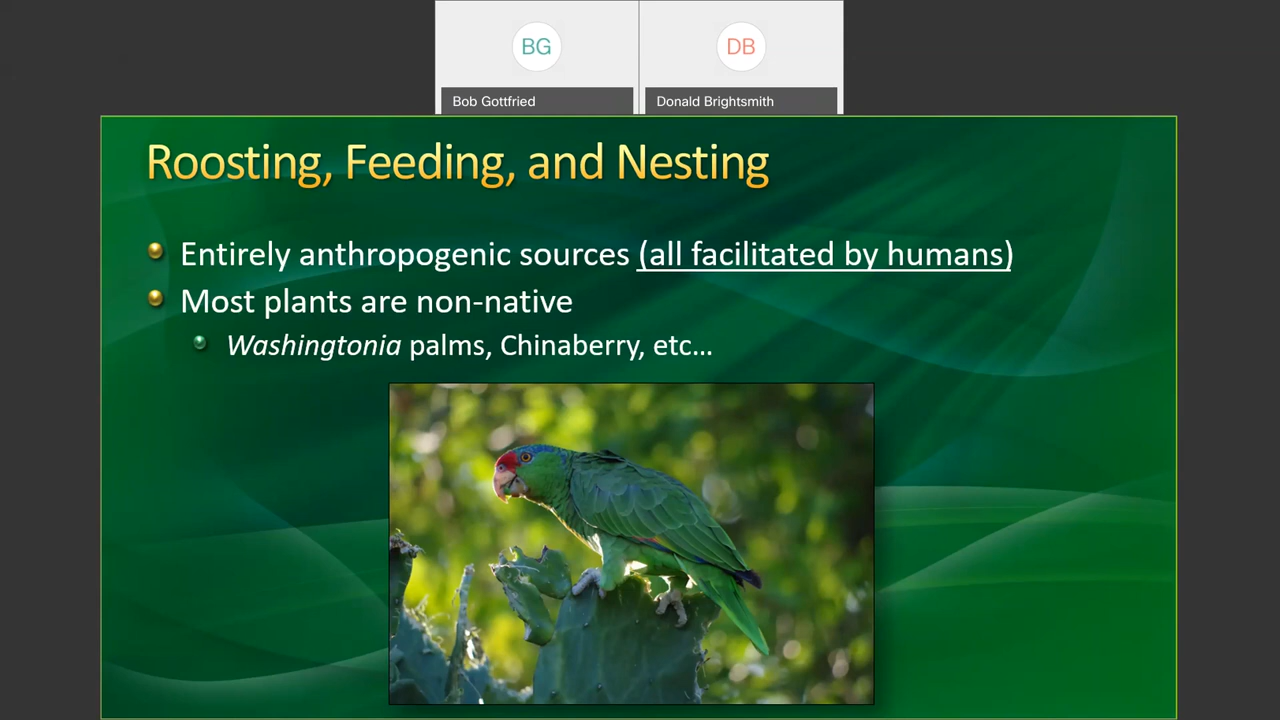 BG
DB
Bob Gottfried
Donald Brightsmith
Roosting, Feeding, and Nesting
Entirely anthropogenic sources (all facilitated by humans)
Most plants are non-native
Washingtonia palms, Chinaberry, etc…